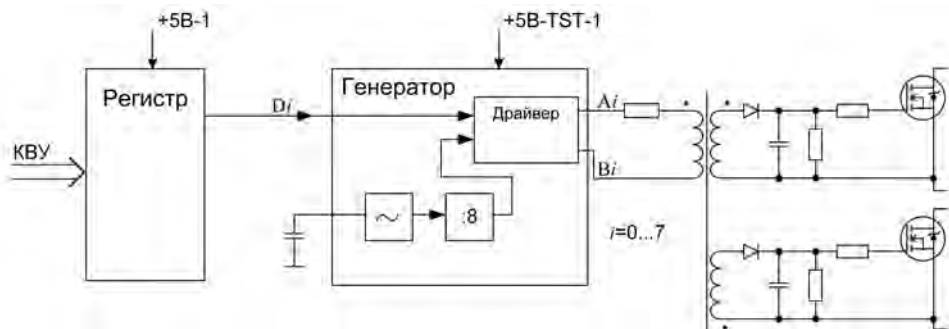 +5В-1
+5В-TST-1
Регистр
Генератор
Di
Драйвер
Ai
КВУ
Bi
:8
i=0...7